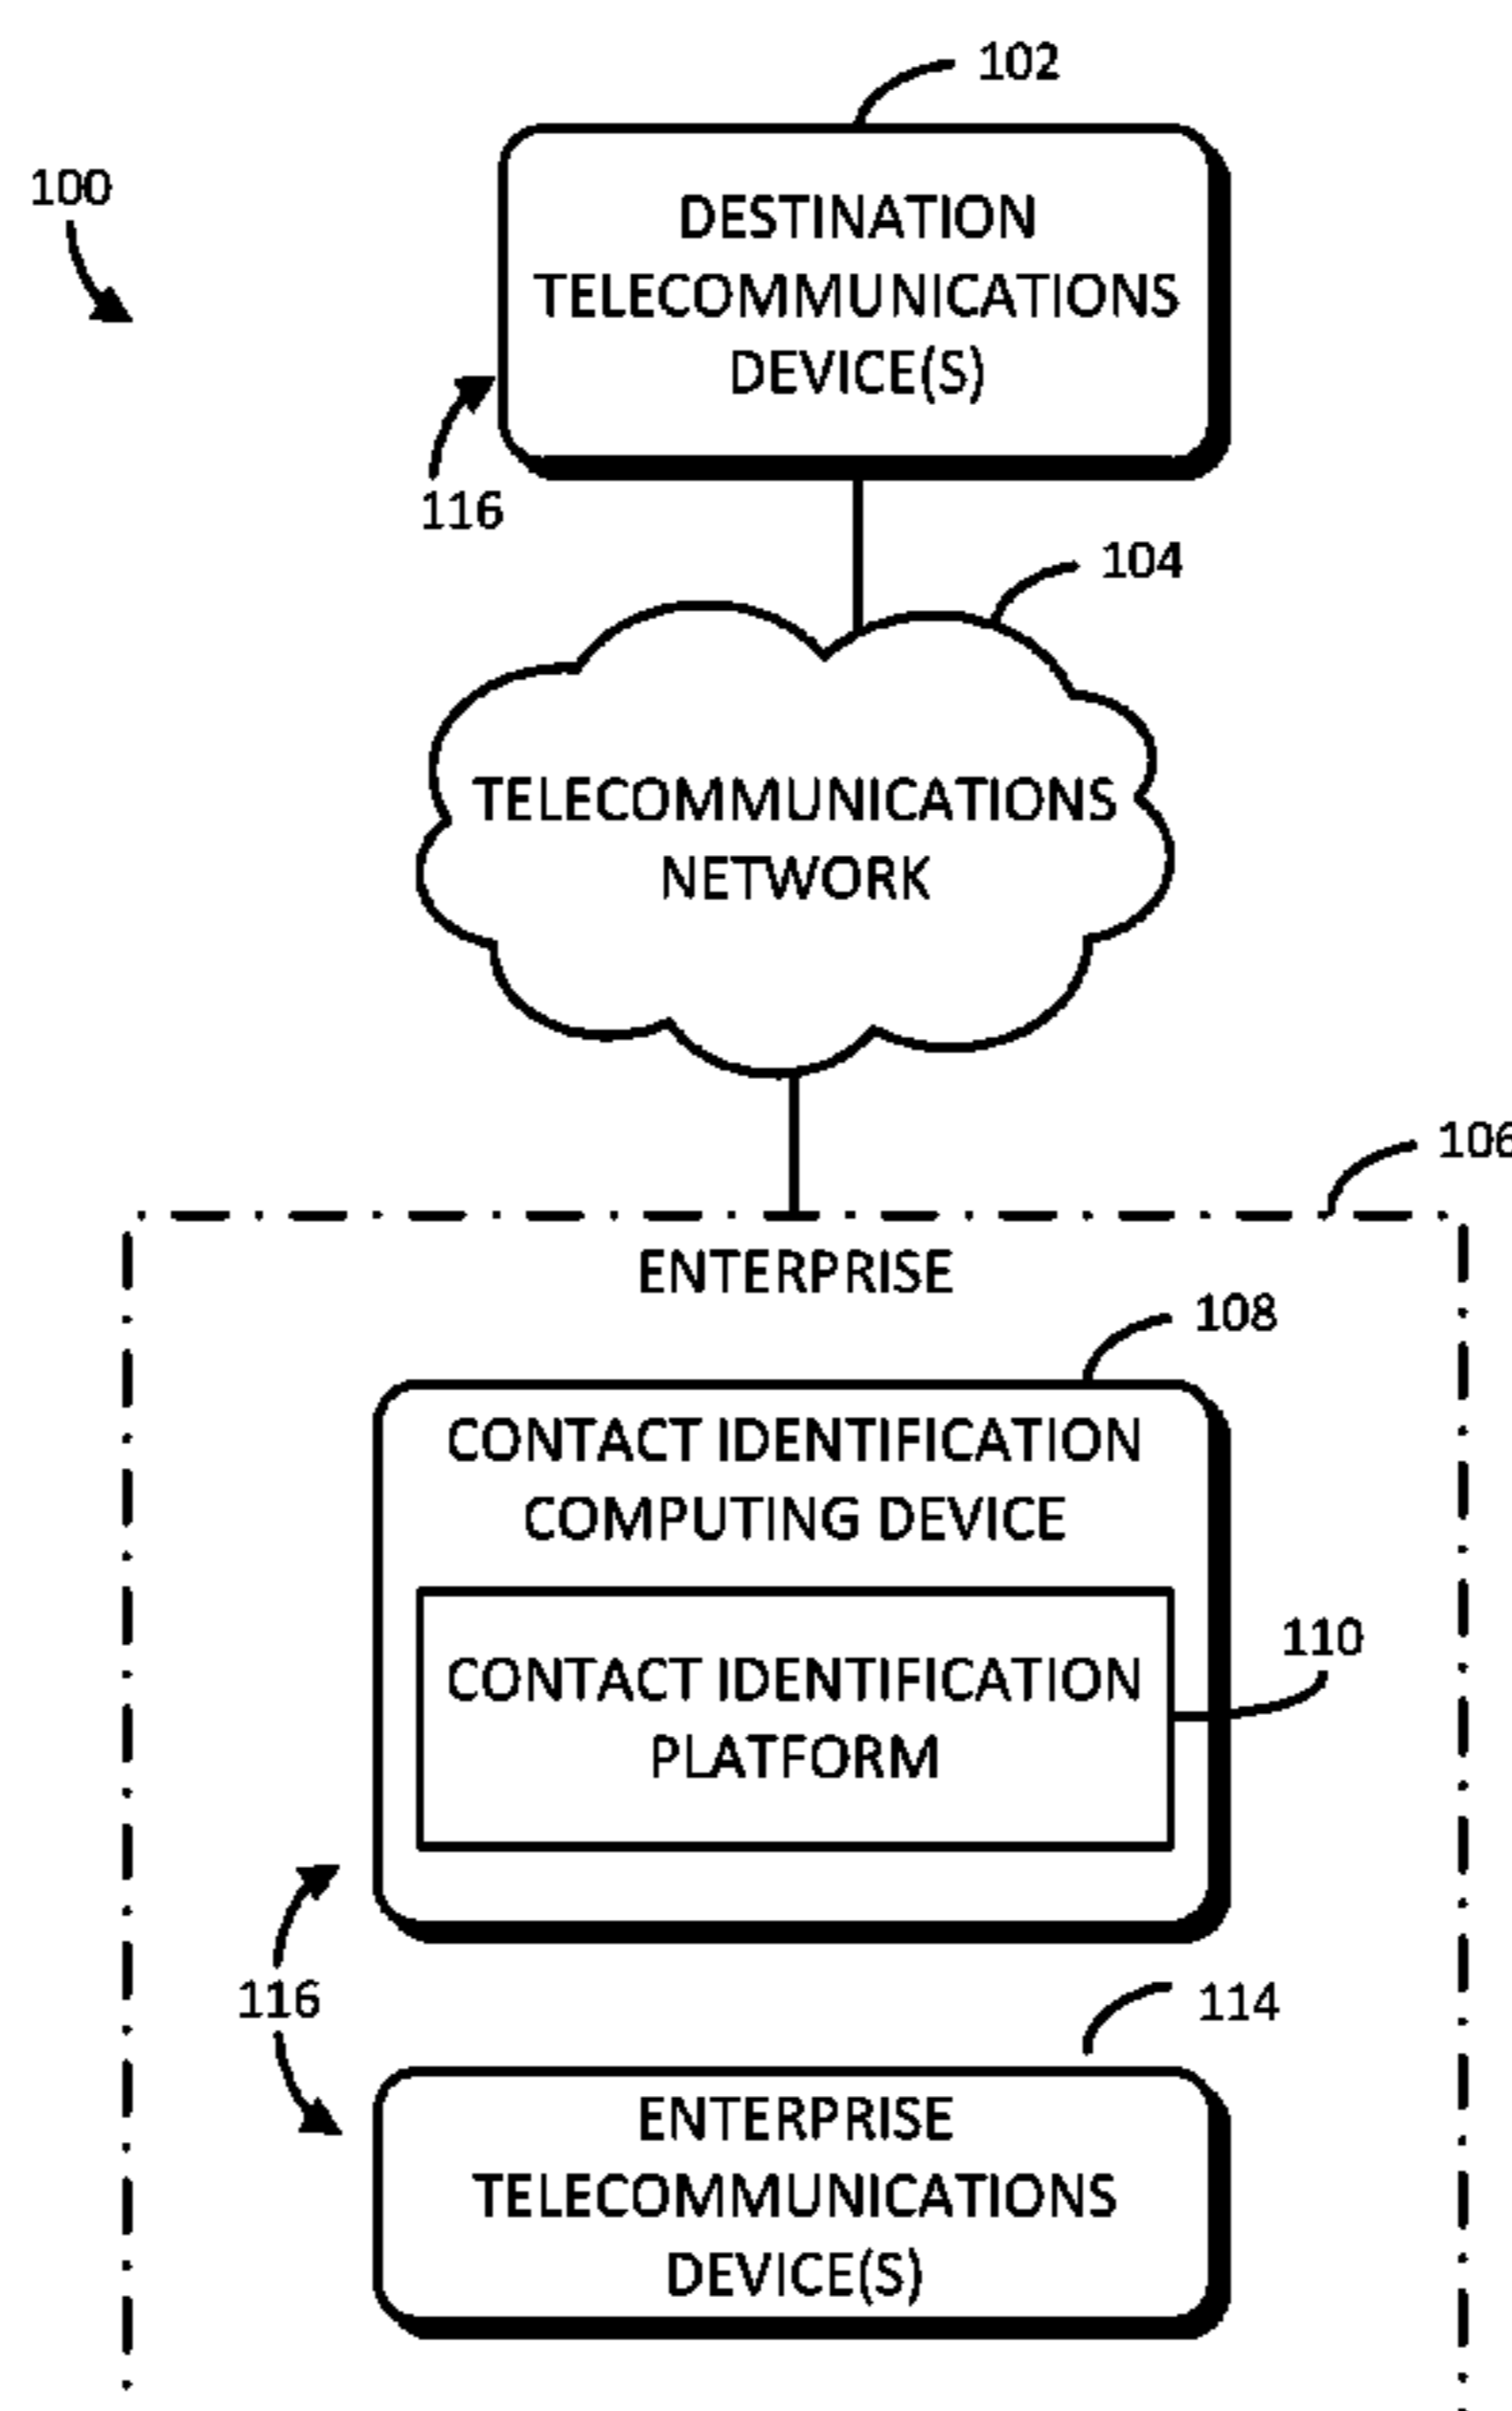 102
100
DESTINATION
TELECOMMUNICATIONS
DEVICE(S)
116
104
TELECOMMUNICATIONS
NETWORK
106
ENTERPRISE
108
CONTACT IDENTIFICATION
COMPUTING DEVICE
110
CONTACT IDENTIFICATION
PLATFORM
116
114
ENTERPRISE
TELECOMMUNICATIONS
DEVICE(S)